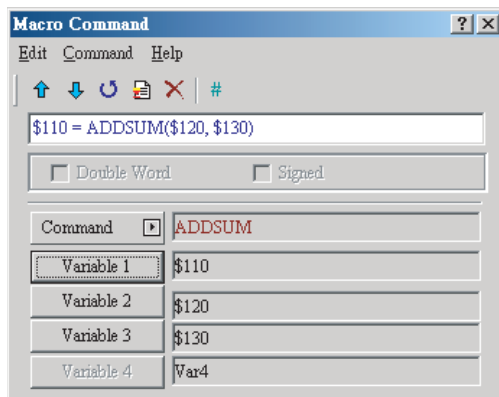 Macro Command ? ×
Edit Command Help
#
$110 = ADDSUM($120, $130)
Double Word Signed
Command ADDSUM
Variable 1 $110
Variable 2 $120
Variable 3 $130
Variable 4 Var4